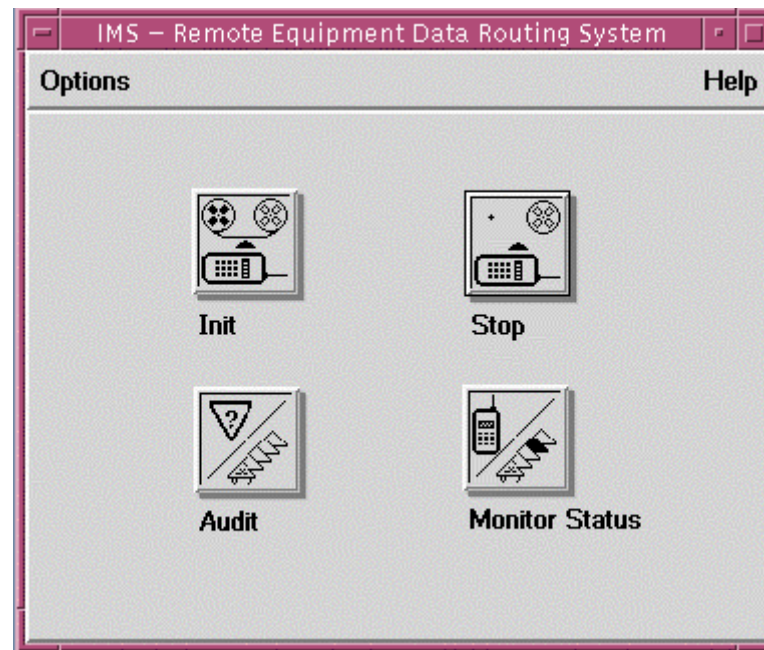 IMS – Remote Equipment Data Routing System
Options Help
Init Stop
Audit Monitor Status